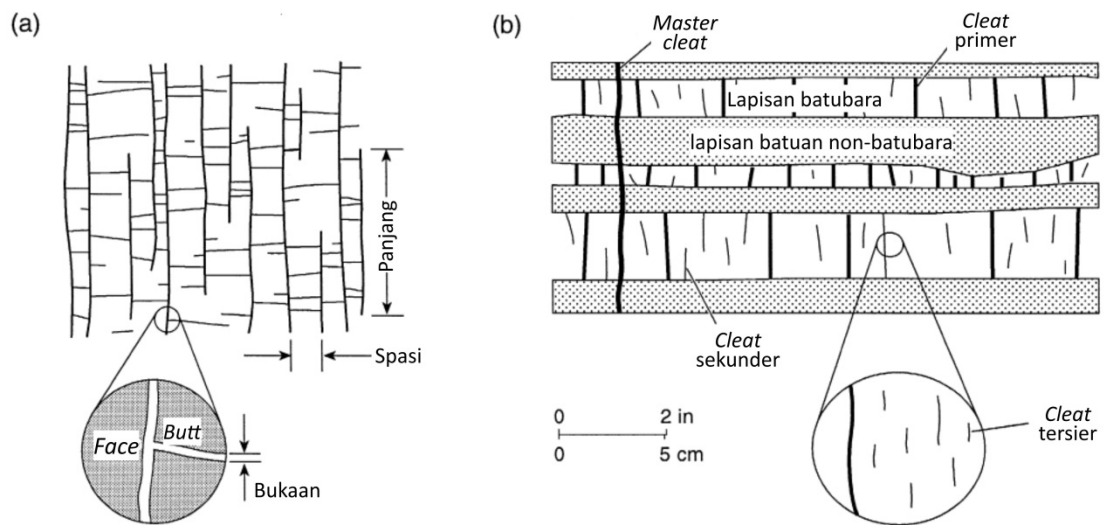 (a)
Panjang
Spasi
Face
Butt
Bukaan
(b)
Master
cleat
Cleat
primer
Lapisan batubara
lapisan batuan non-batubara
Cleat
sekunder
0 2 in
0 5 cm
Cleat
tersier